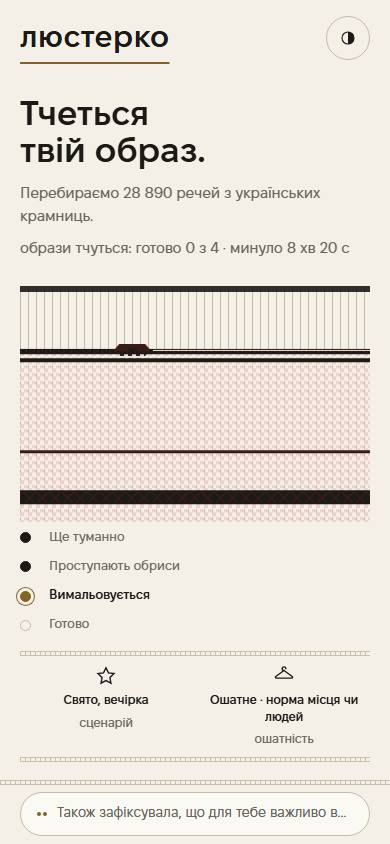 люстерко
Тчеться
твій образ.
Перебираємо 28 890 речей з українських
крамниць.
образи тчуться: готово 0 з 4 · минуло 8 хв 20 с
Ще туманно
Проступають обриси
Вимальовується
Готово
Свято, вечірка
сценарій
Ошатне · норма місця чи
людей
ошатність
Також зафіксувала, що для тебе важливо в...